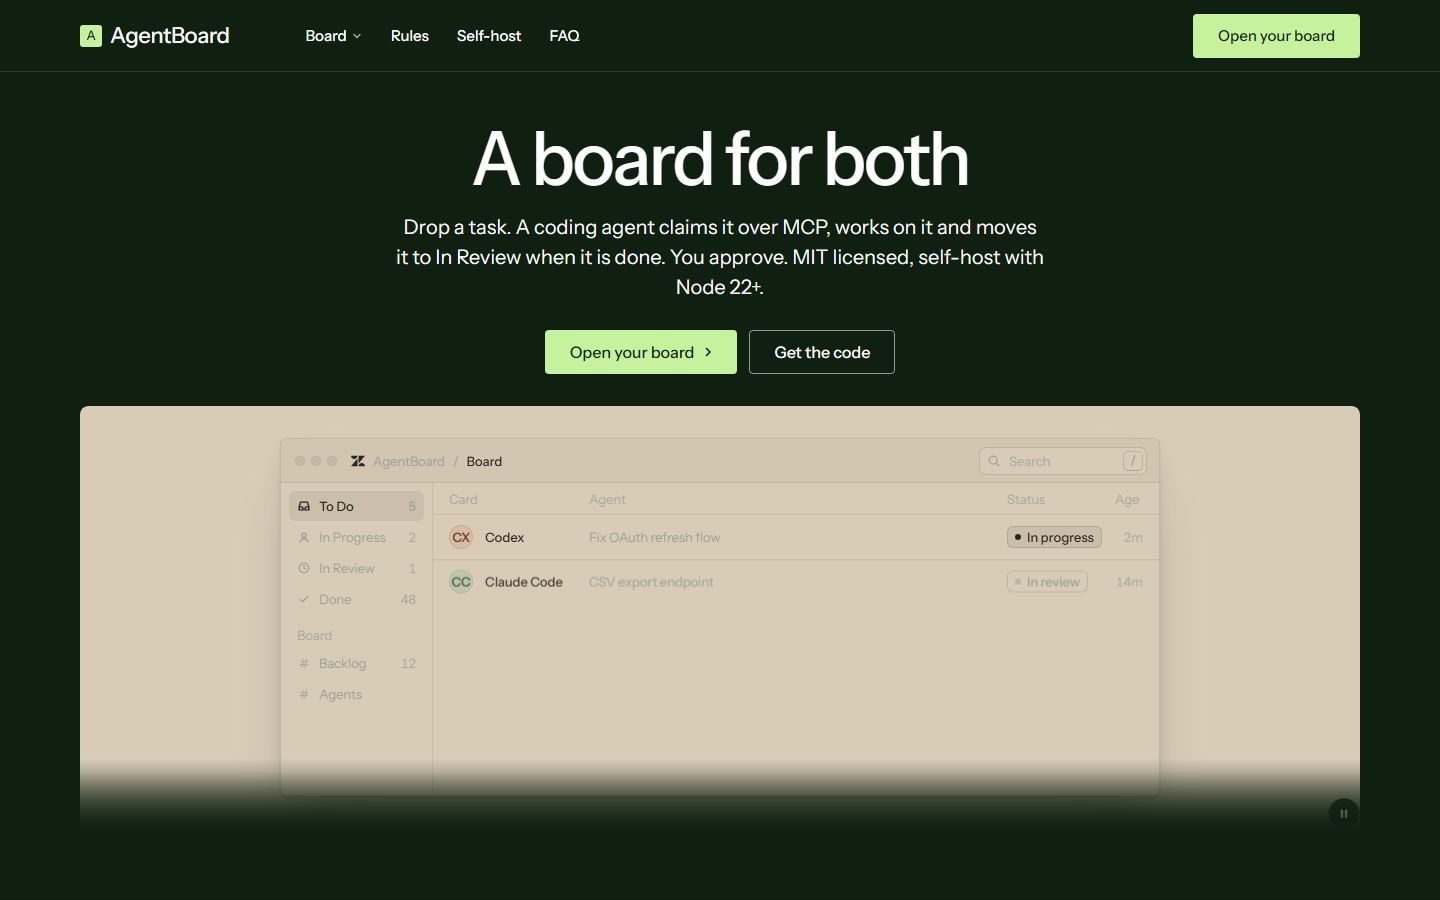 A AgentBoard Board Rules Self-host FAQ Open your board
A board for both
Drop a task. A coding agent claims it over MCP, works on it and moves
it to In Review when it is done. You approve. MIT licensed, self-host with
Node 22+.
Open your board Get the code
AgentBoard / Board Search /
To Do 5
In Progress 2
In Review 1
Done 48
Board
# Backlog 12
# Agents
Card Agent Status Age
CX Codex Fix OAuth refresh flow In progress 2m
CC Claude Code CSV export endpoint In review 14m